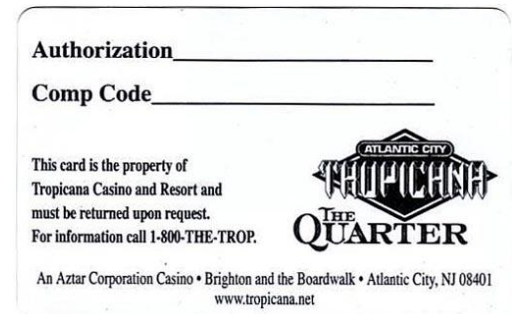 Authorization
Comp Code
This card is the property of
Tropicana Casino and Resort and
must be returned upon request.
For information call 1-800-THE-TROP.
ATLANTIC CITY
TROPICANA
THE
QUARTER
An Aztar Corporation Casino • Brighton and the Boardwalk • Atlantic City, NJ 08401
www.tropicana.net